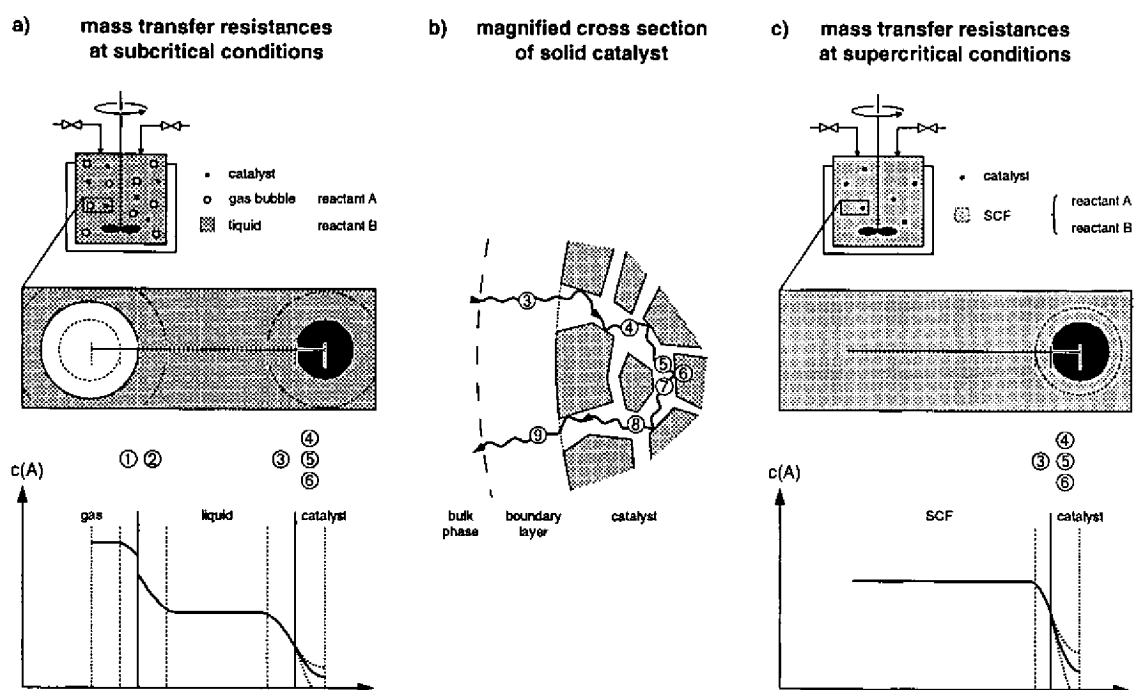 a) mass transfer resistances
at subcritical conditions
catalyst
gas bubble reactant A
liquid reactant B
① ②
③
④
⑤
⑥
c(A)
gas
liquid
catalyst
b) magnified cross section
of solid catalyst
③
④
⑤
⑥
⑦
⑧
⑨
bulk
phase
boundary
layer
catalyst
c) mass transfer resistances
at supercritical conditions
catalyst
SCF
reactant A
reactant B
④
③ ⑤
⑥
c(A)
SCF
catalyst